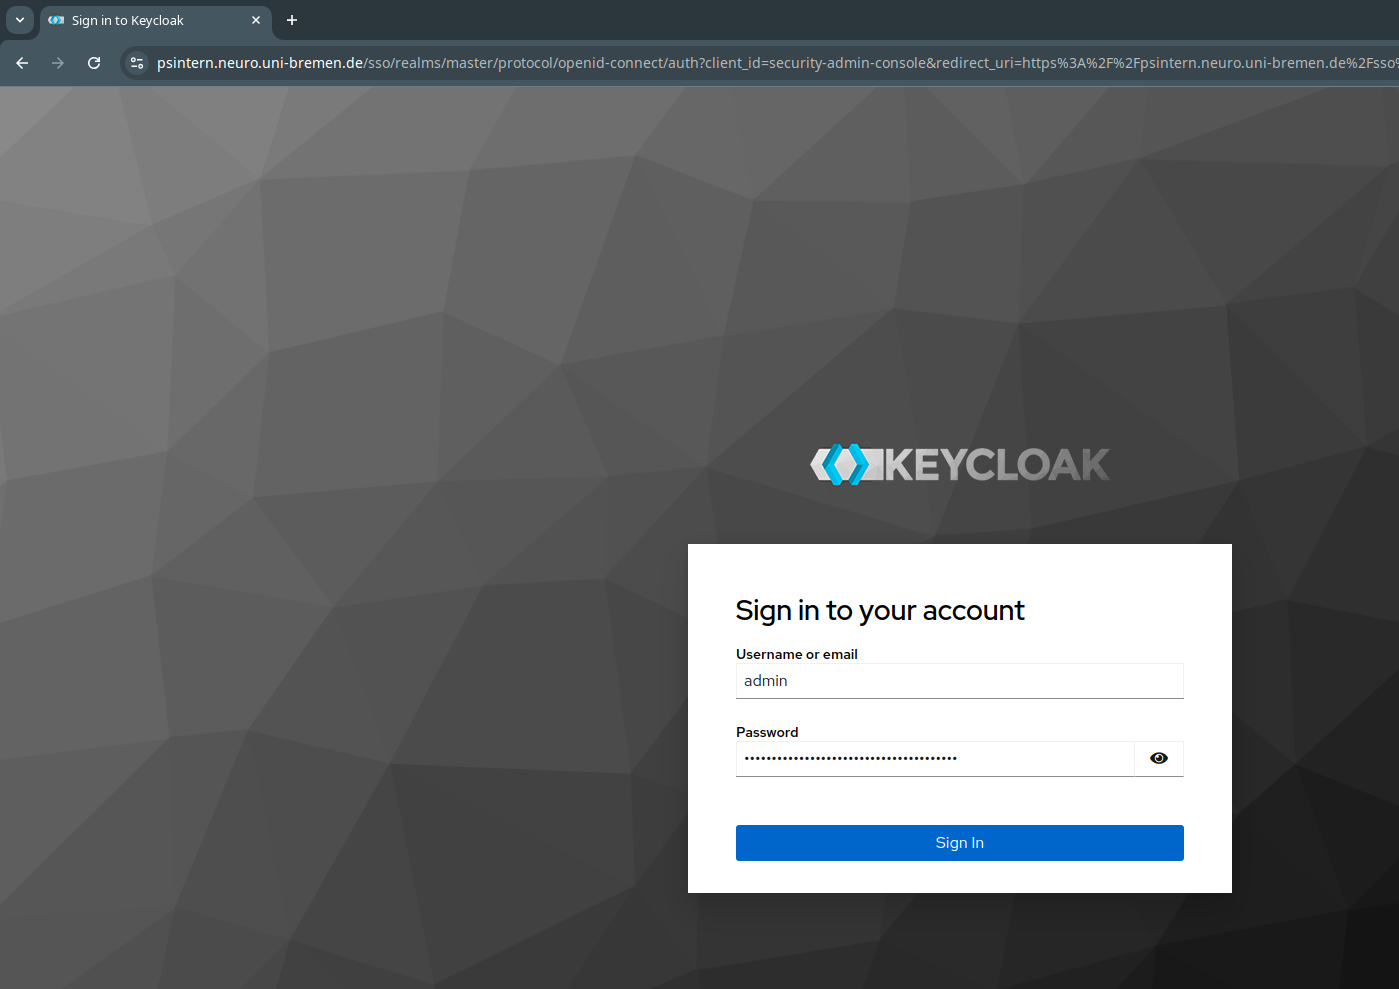 Sign in to Keycloak
psintern.neuro.uni-bremen.de/sso/realms/master/protocol/openid-connect/auth?client_id=security-admin-console&redirect_uri=https%3A%2F%2Fpsintern.neuro.uni-bremen.de%2Fsso%
KEYCLOAK
Sign in to your account
Username or email
admin
Password
••••••••••••••••••••••••••••••••••••••••
Sign In